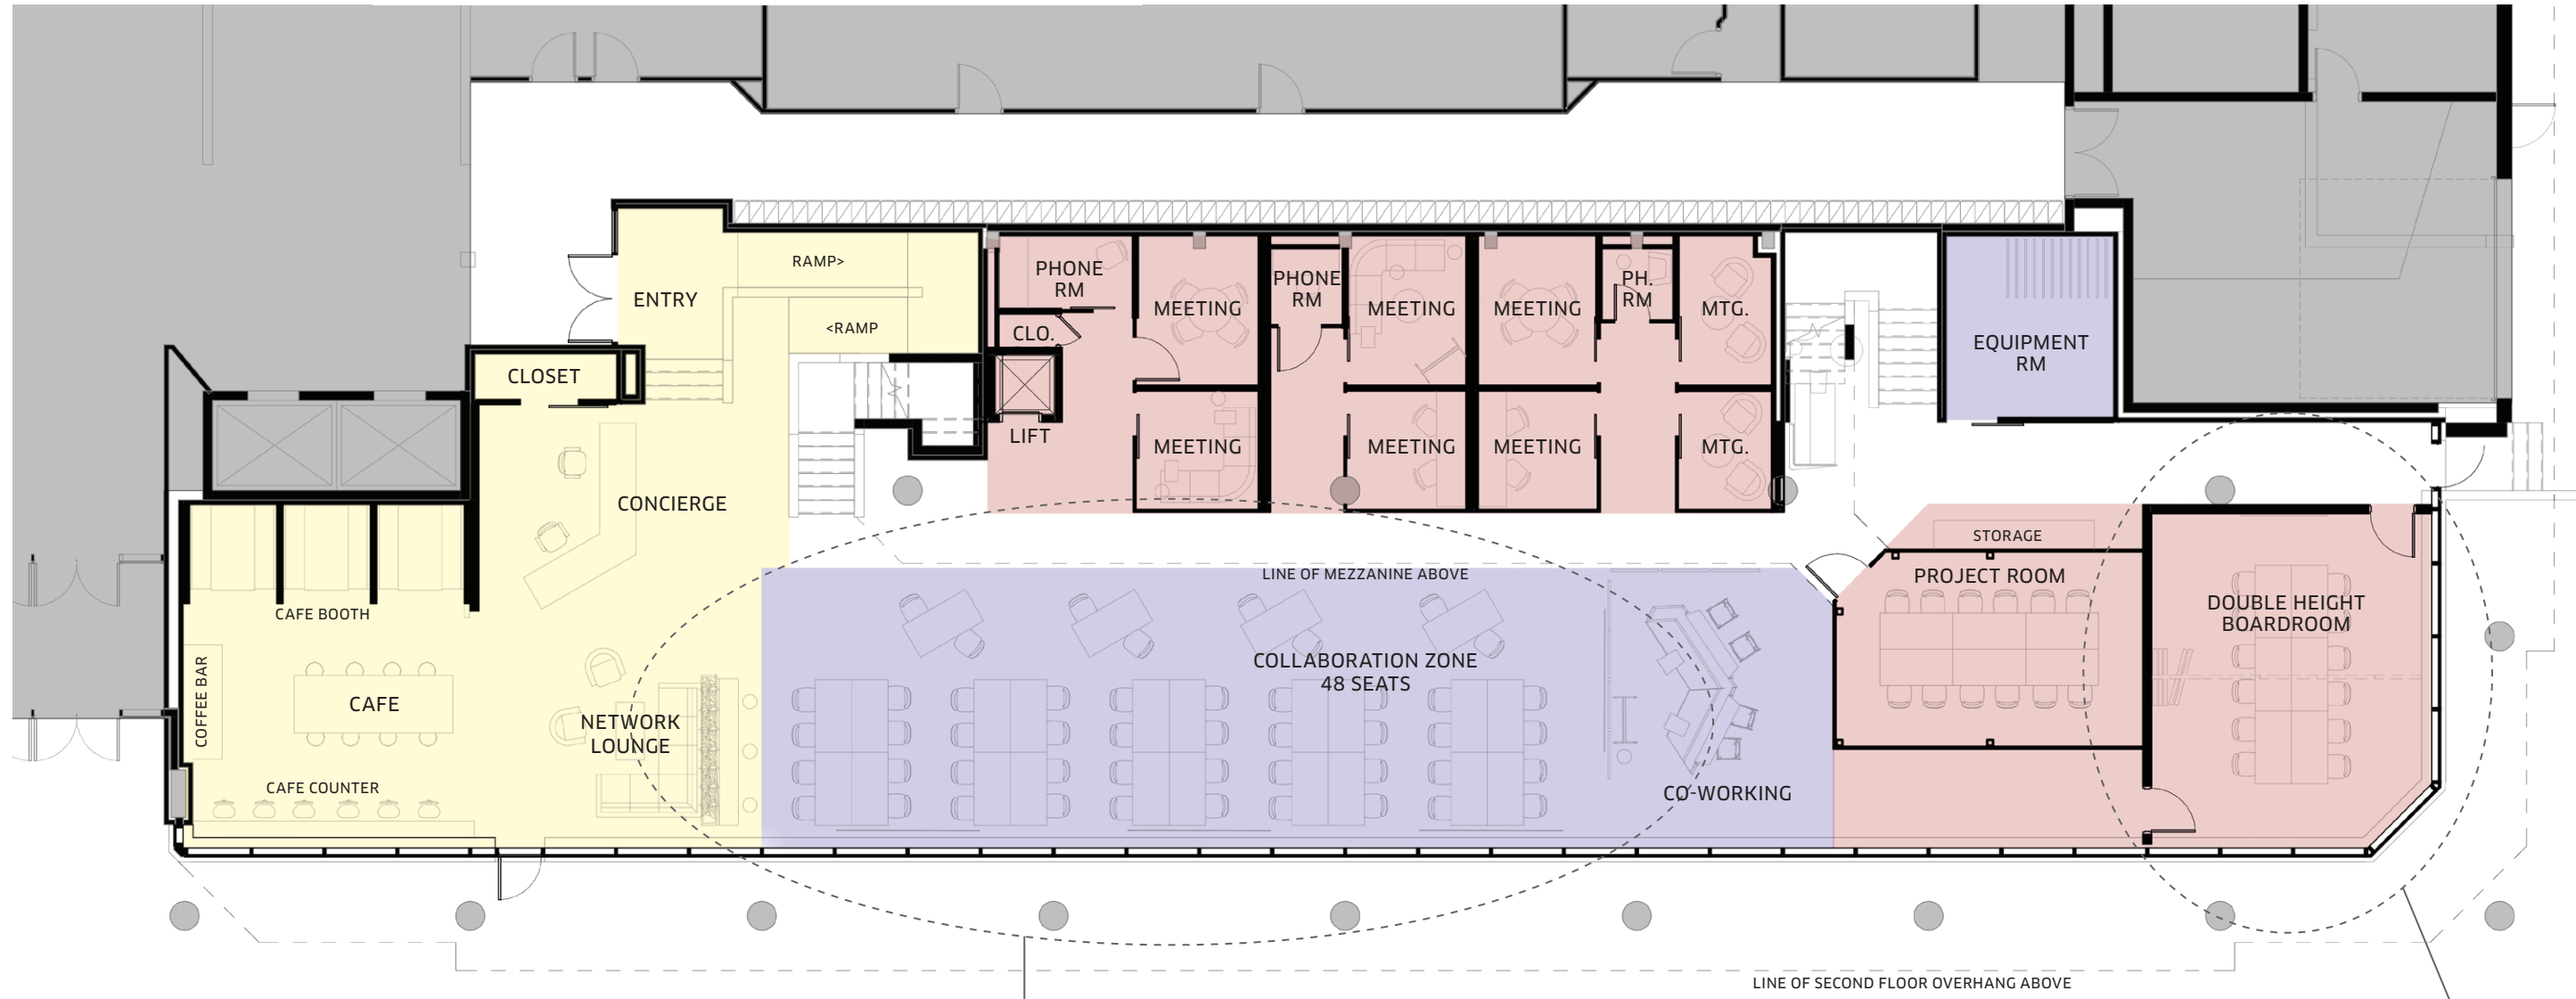 RAMP>
ENTRY
<RAMP
PHONE
RM
CLO.
LIFT
MEETING
MEETING
PHONE
RM
MEETING
MEETING
MEETING
MEETING
PH.
RM
MTG.
MTG.
EQUIPMENT
RM
CLOSET
CONCIERGE
CAFE BOOTH
COFFEE BAR
CAFE
CAFE COUNTER
NETWORK
LOUNGE
LINE OF MEZZANINE ABOVE
COLLABORATION ZONE
48 SEATS
CO-WORKING
STORAGE
PROJECT ROOM
DOUBLE HEIGHT
BOARDROOM
LINE OF SECOND FLOOR OVERHANG ABOVE